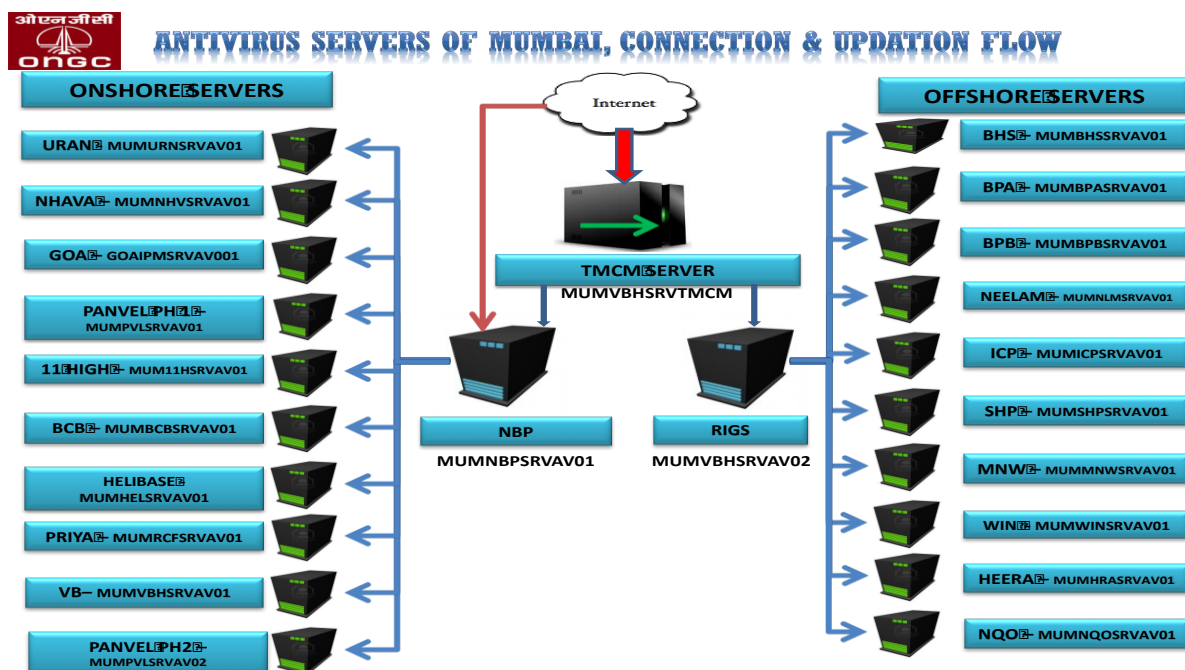 ओएनजीसी
ONGC
ANTIVIRUS SERVERS OF MUMBAI, CONNECTION & UPDATION FLOW
ONSHORE SERVERS
URAN – MUMURNSRVAV01
NHAVA – MUMNHVSRVAV01
GOA – GOAIPMSRVAV001
PANVEL PH 1 –
MUMPVLSRVAV01
11 HIGH – MUM11HSRVAV01
BCB – MUMBCBSRVAV01
HELIBASE
MUMHELSRVAV01
PRIYA – MUMRCFSRVAV01
VB– MUMVBHSRVAV01
PANVEL PH2 –
MUMPVLSRVAV02
Internet
TMCM SERVER
MUMVBHSRVTMCM
NBP
MUMNBPSRVAV01
RIGS
MUMVBHSRVAV02
OFFSHORE SERVERS
BHS – MUMBHSSRVAV01
BPA – MUMBPASRVAV01
BPB – MUMBPBSRVAV01
NEELAM – MUMNLMSRVAV01
ICP – MUMICPSRVAV01
SHP – MUMSHPSRVAV01
MNW – MUMMNWSRVAV01
WIN MUMWINSRVAV01
HEERA – MUMHRASRVAV01
NQO – MUMNQOSRVAV01